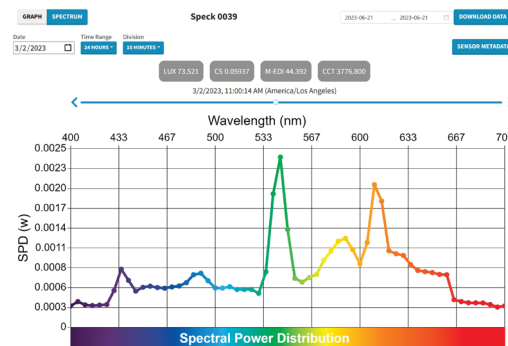 GRAPH SPECTRUM Speck 0039 2023-06-21 ... 2023-06-21 DOWNLOAD DATA
Date Time Range Division
3/2/2023 24 HOURS 15 MINUTES SENSOR METADATA
LUX 73.521 CS 0.05937 M-EDI 44.392 CCT 3776.800
3/2/2023, 11:00:14 AM (America/Los Angeles)
Wavelength (nm)
400 433 467 500 533 567 600 633 667 70
0.0025
0.0023
0.0020
0.0017
0.0014
0.0011
0.0008
0.0006
0.0003
0
SPD (w)
Spectral Power Distribution